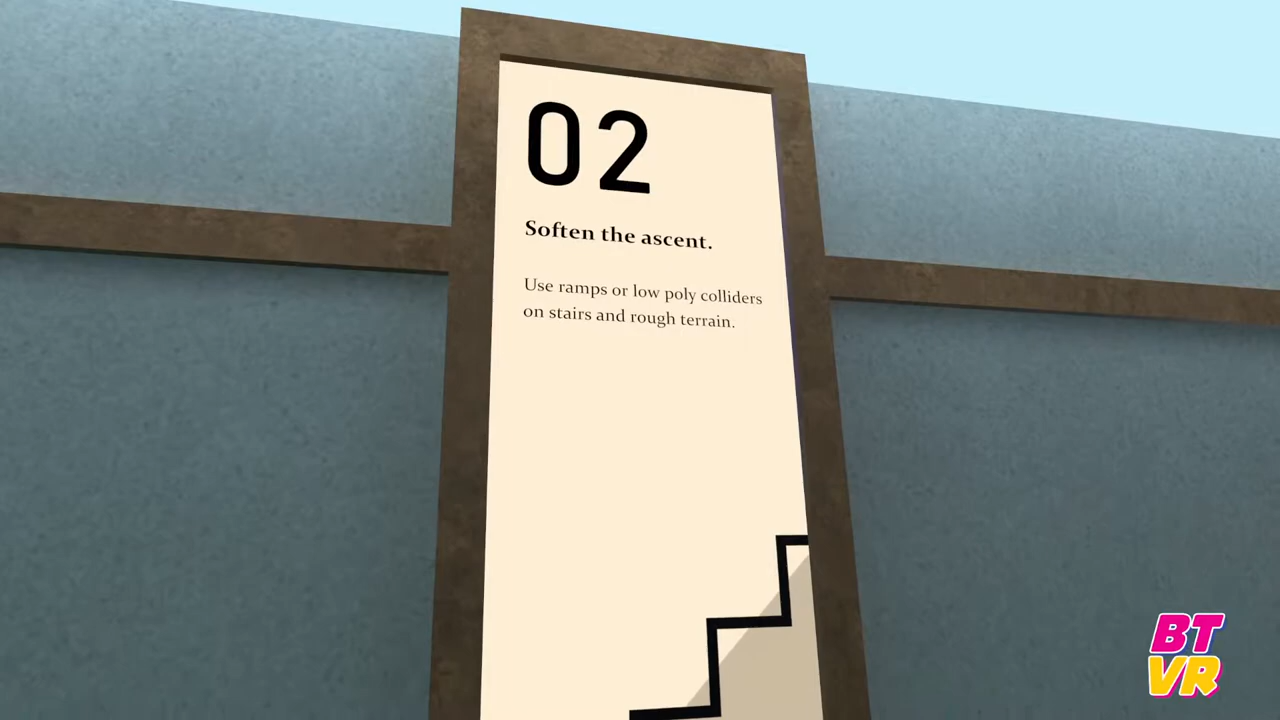 02
Soften the ascent.
Use ramps or low poly colliders
on stairs and rough terrain.
BT
VR